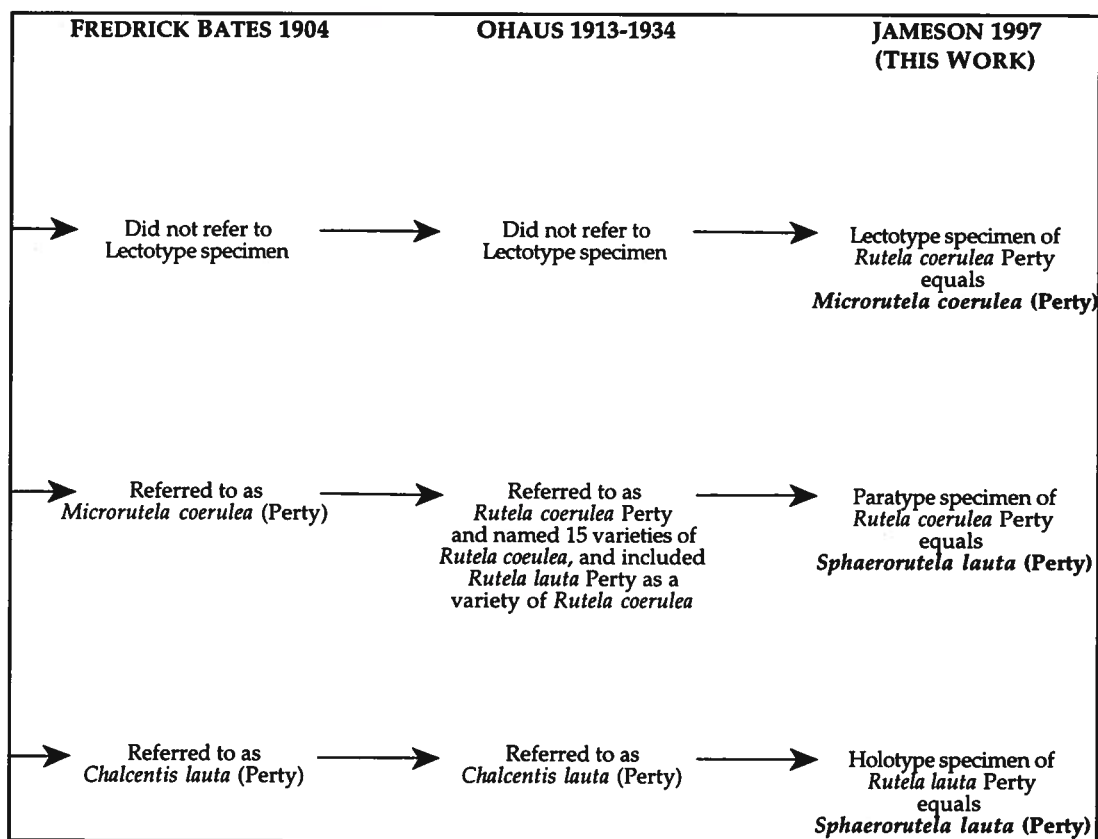 FREDRICK BATES 1904
OHAUS 1913-1934
JAMESON 1997
(THIS WORK)
Did not refer to
Lectotype specimen
Did not refer to
Lectotype specimen
Lectotype specimen of
Rutela coerulea Perty
equals
Microrutela coerulea (Perty)
Referred to as
Microrutela coerulea (Perty)
Referred to as
Rutela coerulea Perty
and named 15 varieties of
Rutela coeulea, and included
Rutela lauta Perty as a
variety of Rutela coerulea
Paratype specimen of
Rutela coerulea Perty
equals
Sphaerorutela lauta (Perty)
Referred to as
Chalcentis lauta (Perty)
Referred to as
Chalcentis lauta (Perty)
Holotype specimen of
Rutela lauta Perty
equals
Sphaerorutela lauta (Perty)